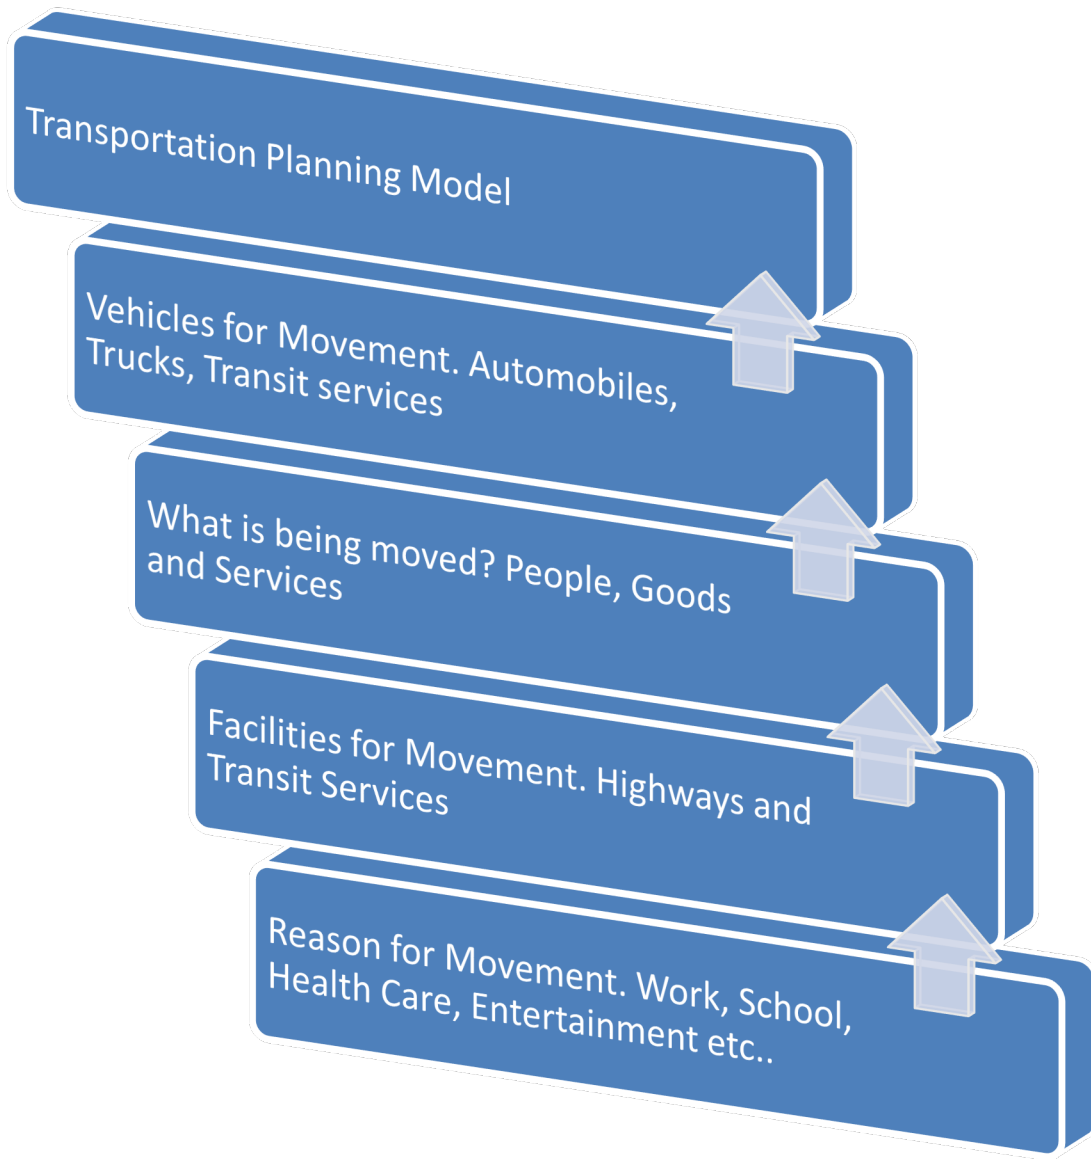 Transportation Planning Model
Vehicles for Movement. Automobiles,
Trucks, Transit services
What is being moved? People, Goods
and Services
Facilities for Movement. Highways and
Transit Services
Reason for Movement. Work, School,
Health Care, Entertainment etc..